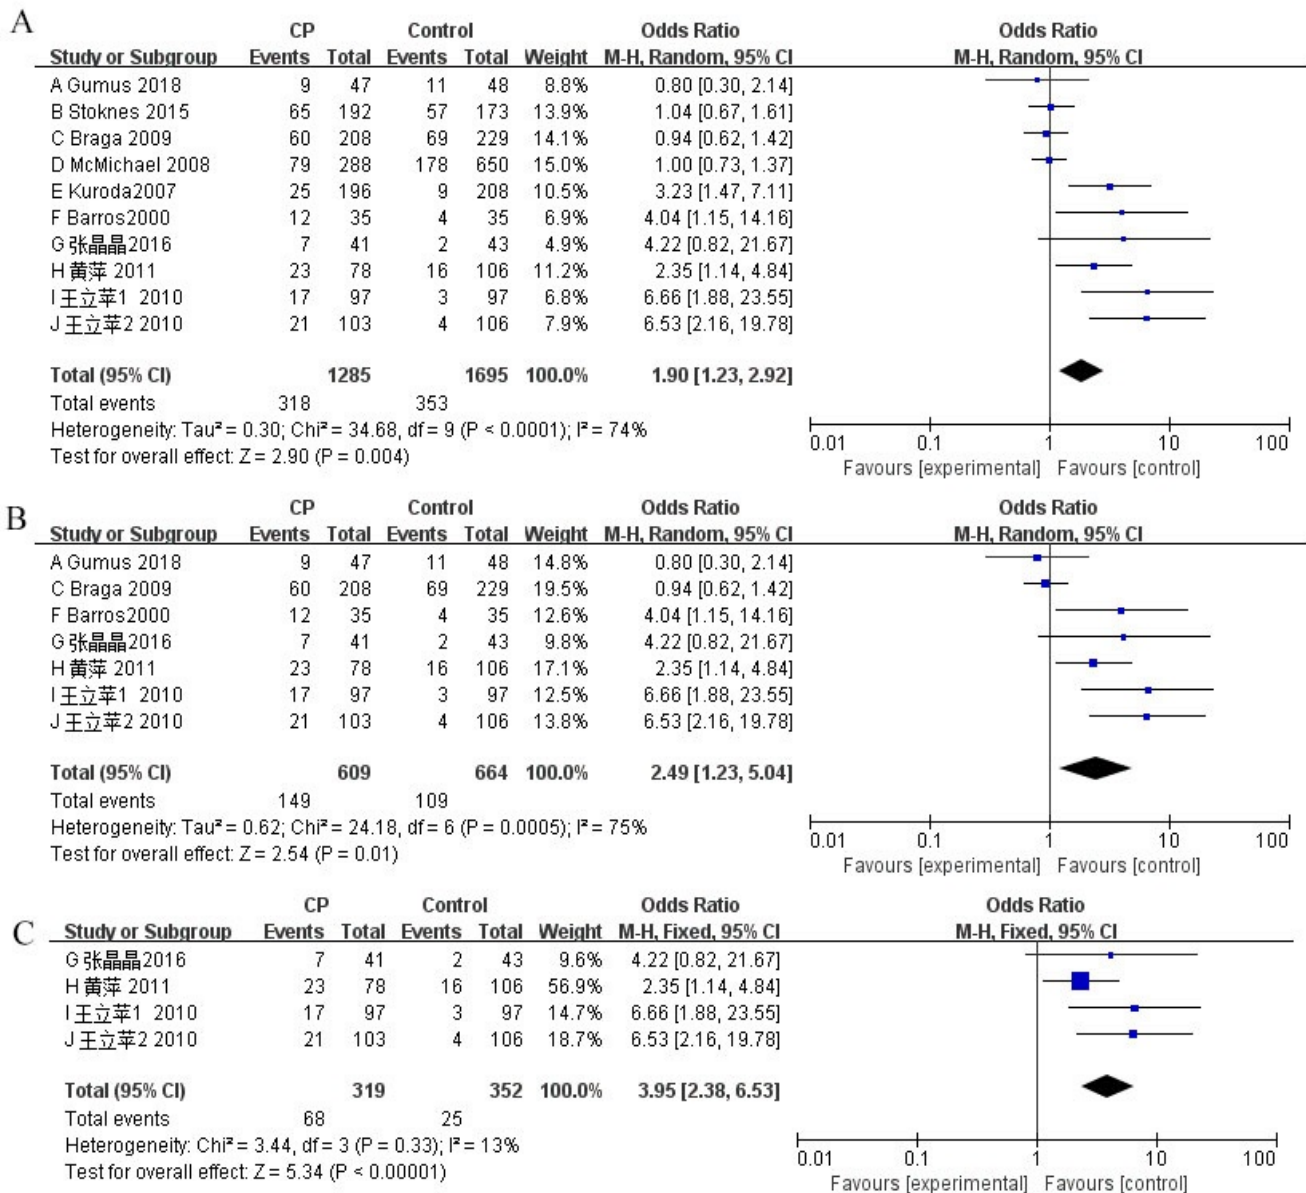 A
CP Control Odds Ratio Odds Ratio
Study or Subgroup Events Total Events Total Weight M-H, Random, 95% CI M-H, Random, 95% CI
A Gumus 2018 9 47 11 48 8.8% 0.80 [0.30, 2.14]
B Stoknes 2015 65 192 57 173 13.9% 1.04 [0.67, 1.61]
C Braga 2009 60 208 69 229 14.1% 0.94 [0.62, 1.42]
D McMichael 2008 79 288 178 650 15.0% 1.00 [0.73, 1.37]
E Kuroda2007 25 196 9 208 10.5% 3.23 [1.47, 7.11]
F Barros2000 12 35 4 35 6.9% 4.04 [1.15, 14.16]
G 张晶晶2016 7 41 2 43 4.9% 4.22 [0.82, 21.67]
H 黄萍 2011 23 78 16 106 11.2% 2.35 [1.14, 4.84]
I 王立苹1 2010 17 97 3 97 6.8% 6.66 [1.88, 23.55]
J 王立苹2 2010 21 103 4 106 7.9% 6.53 [2.16, 19.78]
Total (95% CI) 1285 1695 100.0% 1.90 [1.23, 2.92]
Total events 318 353
Heterogeneity: Tau² = 0.30; Chi² = 34.68, df = 9 (P < 0.0001); I² = 74%
Test for overall effect: Z = 2.90 (P = 0.004)
0.01 0.1 1 10 100
Favours [experimental] Favours [control]
B
CP Control Odds Ratio Odds Ratio
Study or Subgroup Events Total Events Total Weight M-H, Random, 95% CI M-H, Random, 95% CI
A Gumus 2018 9 47 11 48 14.8% 0.80 [0.30, 2.14]
C Braga 2009 60 208 69 229 19.5% 0.94 [0.62, 1.42]
F Barros2000 12 35 4 35 12.6% 4.04 [1.15, 14.16]
G 张晶晶2016 7 41 2 43 9.8% 4.22 [0.82, 21.67]
H 黄萍 2011 23 78 16 106 17.1% 2.35 [1.14, 4.84]
I 王立苹1 2010 17 97 3 97 12.5% 6.66 [1.88, 23.55]
J 王立苹2 2010 21 103 4 106 13.8% 6.53 [2.16, 19.78]
Total (95% CI) 609 664 100.0% 2.49 [1.23, 5.04]
Total events 149 109
Heterogeneity: Tau² = 0.62; Chi² = 24.18, df = 6 (P = 0.0005); I² = 75%
Test for overall effect: Z = 2.54 (P = 0.01)
0.01 0.1 1 10 100
Favours [experimental] Favours [control]
C
CP Control Odds Ratio Odds Ratio
Study or Subgroup Events Total Events Total Weight M-H, Fixed, 95% CI M-H, Fixed, 95% CI
G 张晶晶2016 7 41 2 43 9.6% 4.22 [0.82, 21.67]
H 黄萍 2011 23 78 16 106 56.9% 2.35 [1.14, 4.84]
I 王立苹1 2010 17 97 3 97 14.7% 6.66 [1.88, 23.55]
J 王立苹2 2010 21 103 4 106 18.7% 6.53 [2.16, 19.78]
Total (95% CI) 319 352 100.0% 3.95 [2.38, 6.53]
Total events 68 25
Heterogeneity: Chi² = 3.44, df = 3 (P = 0.33); I² = 13%
Test for overall effect: Z = 5.34 (P < 0.00001)
0.01 0.1 1 10 100
Favours [experimental] Favours [control]